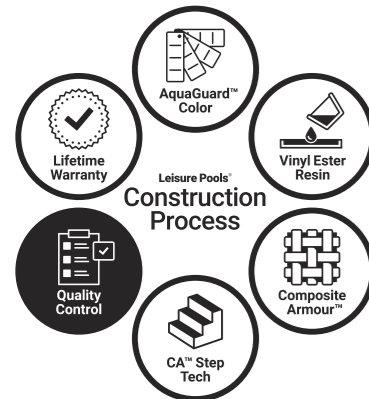 AquaGuard™
Color
Lifetime
Warranty
Vinyl Ester
Resin
Leisure Pools®
Construction
Process
Quality
Control
Composite
Armour™
CA™ Step
Tech